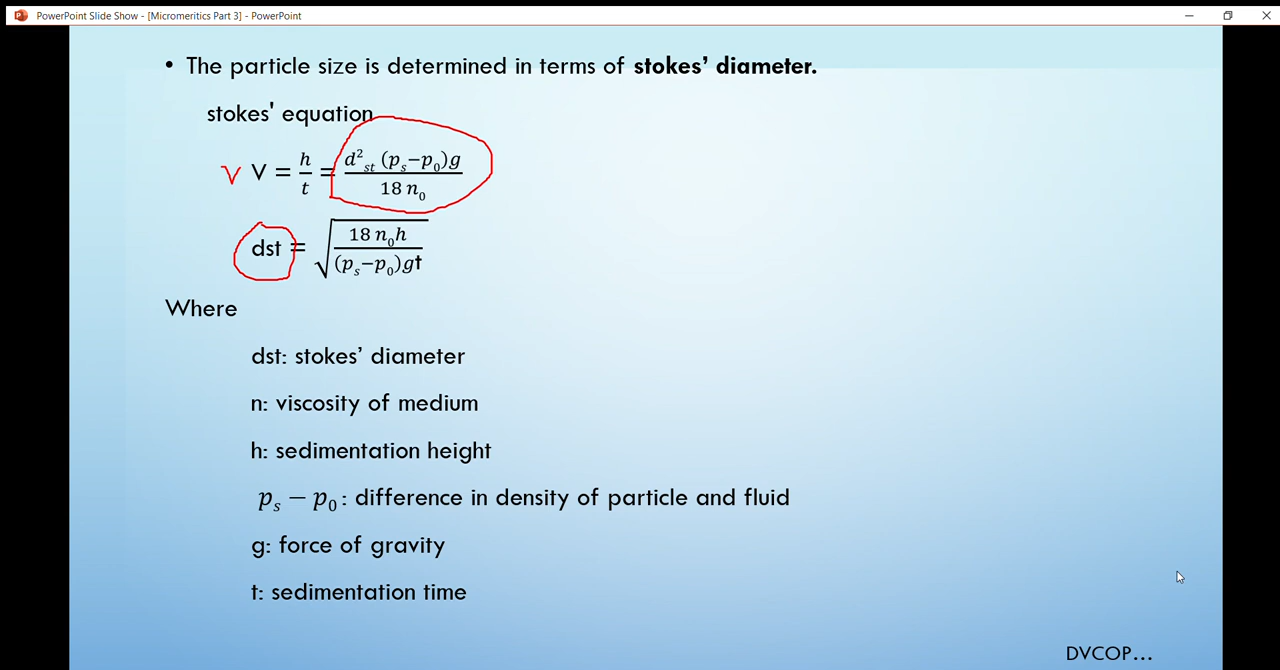 PowerPoint Slide Show - [Micromeritics Part 3] - PowerPoint
• The particle size is determined in terms of stokes’ diameter.
stokes' equation
V V = h/t = d²st (ps−p0)g / 18 n0
dst = √(18 n0h / (ps−p0)gt)
Where
dst: stokes’ diameter
n: viscosity of medium
h: sedimentation height
ps − p0: difference in density of particle and fluid
g: force of gravity
t: sedimentation time
DVCOP...